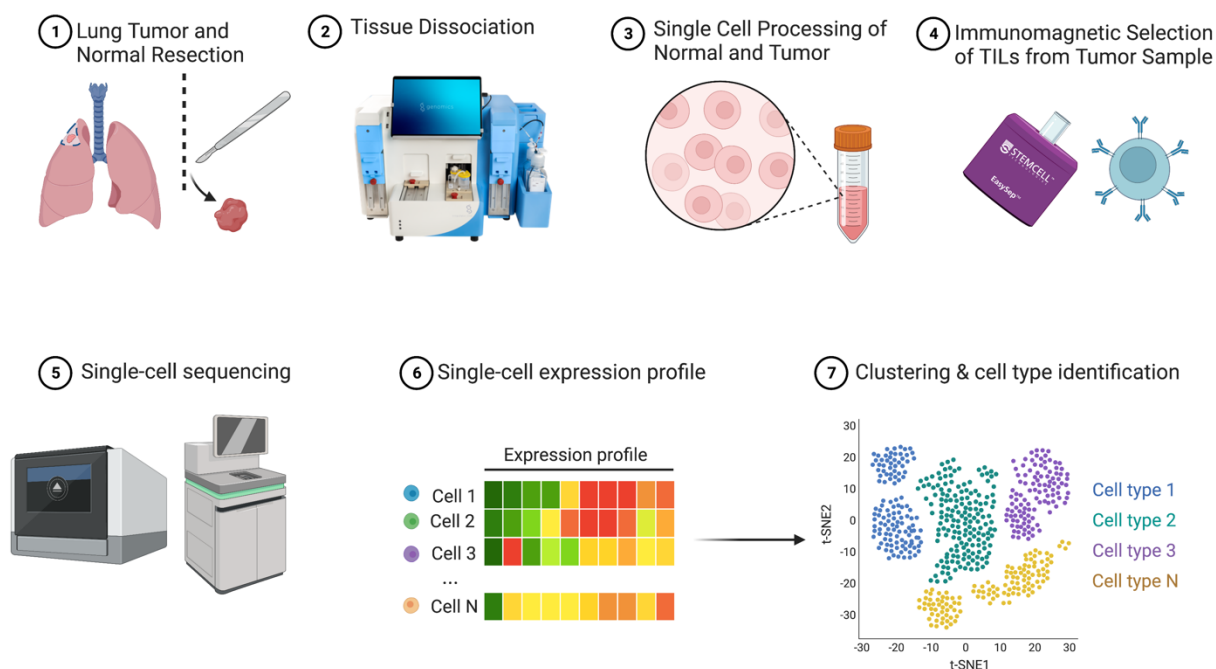 1 Lung Tumor and
Normal Resection
2 Tissue Dissociation
3 Single Cell Processing of
Normal and Tumor
4 Immunomagnetic Selection
of TILs from Tumor Sample
STEMCELL™
EasySep™
5 Single-cell sequencing
6 Single-cell expression profile
Expression profile
Cell 1
Cell 2
Cell 3
...
Cell N
7 Clustering & cell type identification
30
20
10
0
-10
-20
-30
t-SNE2
-30 -20 -10 0 10 20 30
t-SNE1
Cell type 1
Cell type 2
Cell type 3
Cell type N